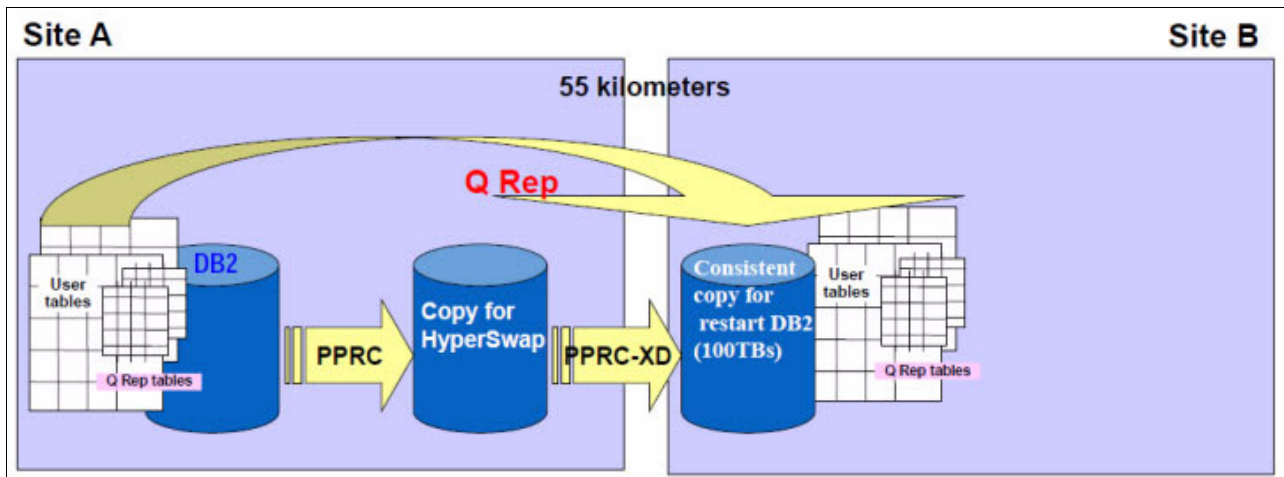 Site A
Site B
55 kilometers
Q Rep
User
tables
DB2
Q Rep tables
PPRC
Copy for
HyperSwap
PPRC-XD
Consistent
copy for
restart DB2
(100TBs)
User
tables
Q Rep tables